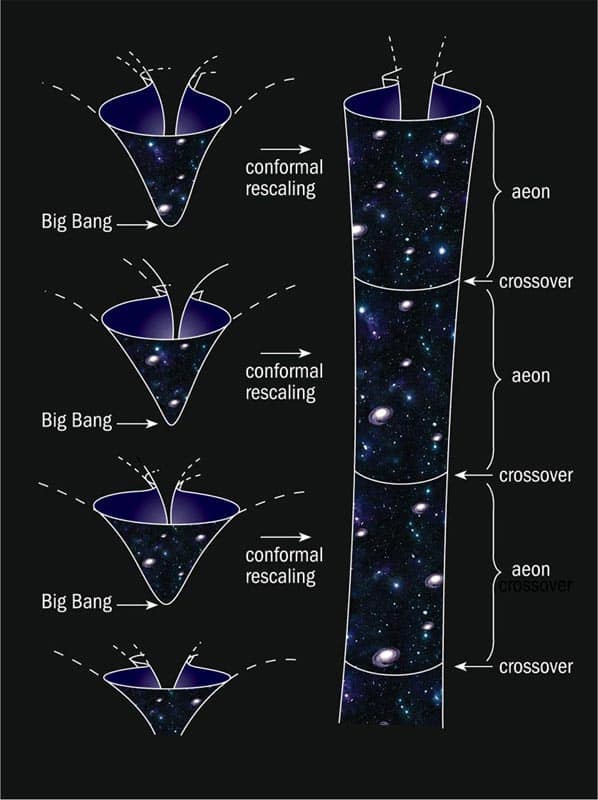 conformal
rescaling
aeon
Big Bang
crossover
conformal
rescaling
aeon
Big Bang
crossover
conformal
rescaling
aeon
crossover
Big Bang
crossover